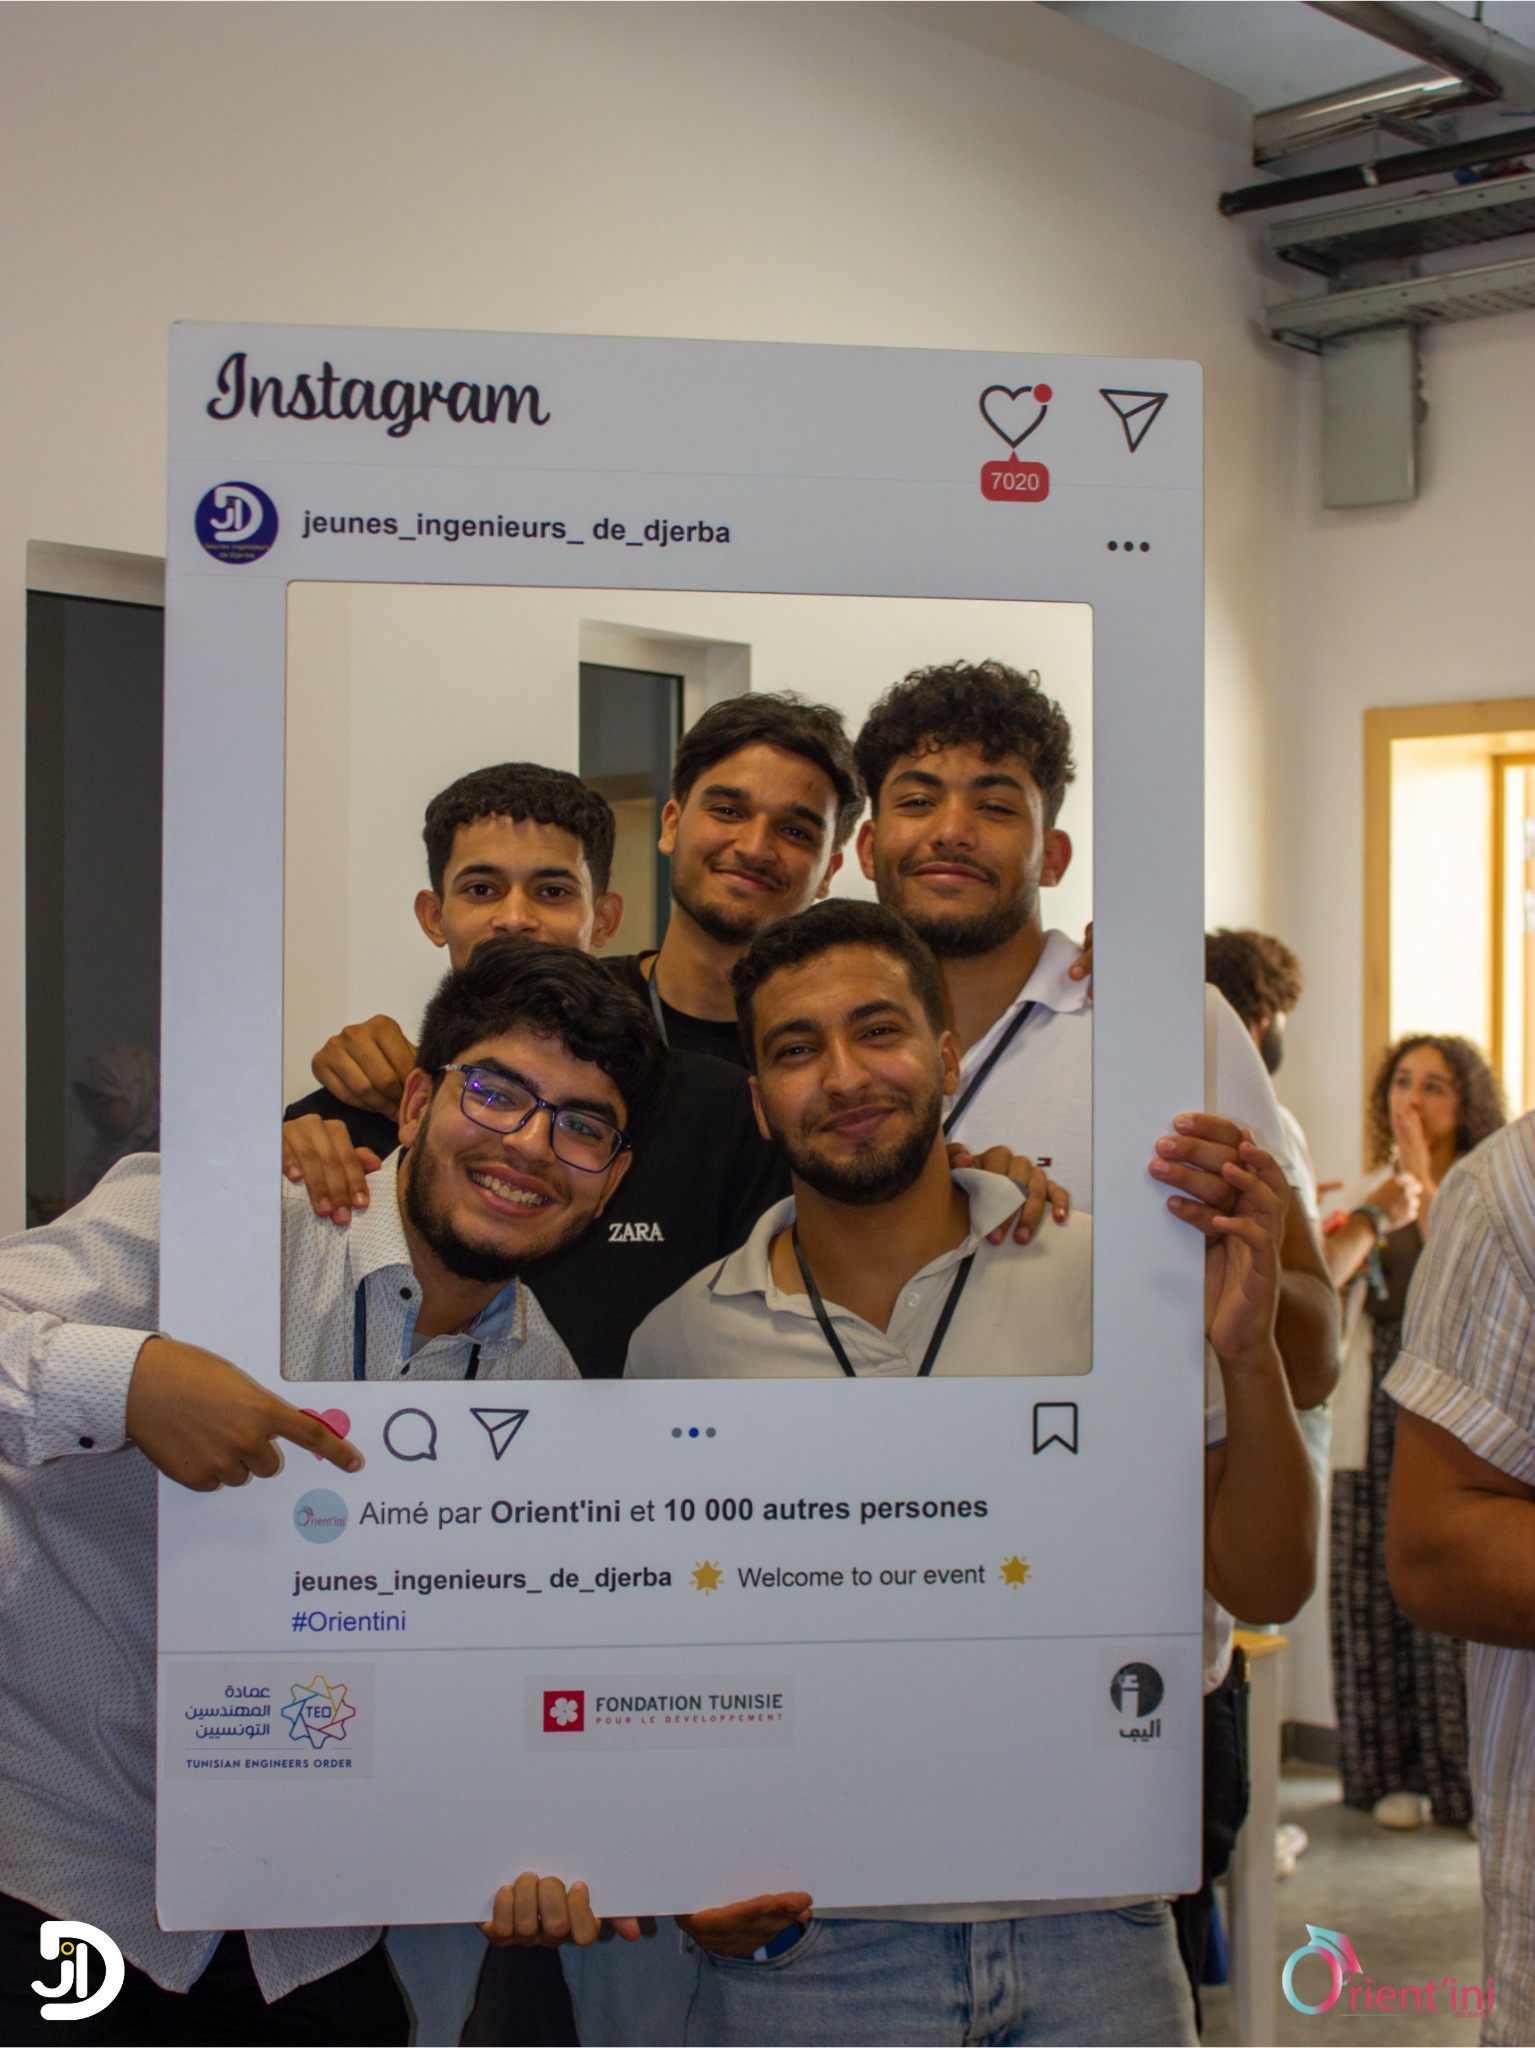 Instagram
7020
jeunes_ingenieurs_ de_djerba
ZARA
Aimé par Orient'ini et 10 000 autres persones
jeunes_ingenieurs_ de_djerba Welcome to our event
#Orientini
عمادة
المهندسين
التونسيين
TEO
TUNISIAN ENGINEERS ORDER
FONDATION TUNISIE
POUR LE DÉVELOPPEMENT
أليف
Orient'ini